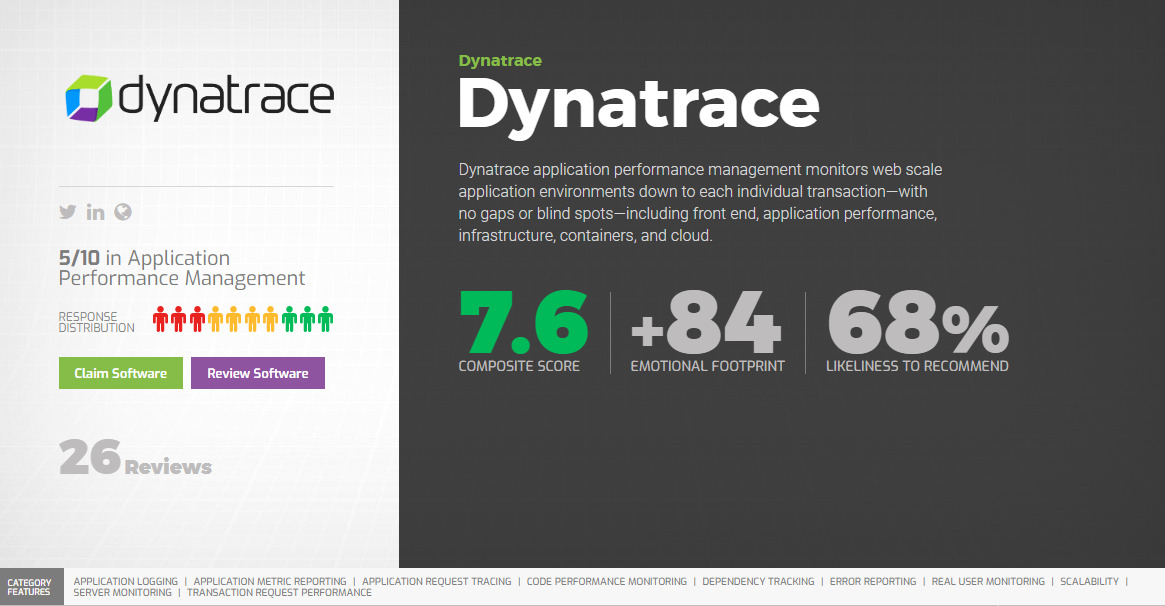 dynatrace
5/10 in Application
Performance Management
RESPONSE
DISTRIBUTION
Claim Software
Review Software
26 Reviews
Dynatrace
Dynatrace
Dynatrace application performance management monitors web scale
application environments down to each individual transaction—with
no gaps or blind spots—including front end, application performance,
infrastructure, containers, and cloud.
7.6
COMPOSITE SCORE
+84
EMOTIONAL FOOTPRINT
68%
LIKELINESS TO RECOMMEND
CATEGORY
FEATURES
APPLICATION LOGGING | APPLICATION METRIC REPORTING | APPLICATION REQUEST TRACING | CODE PERFORMANCE MONITORING | DEPENDENCY TRACKING | ERROR REPORTING | REAL USER MONITORING | SCALABILITY |
SERVER MONITORING | TRANSACTION REQUEST PERFORMANCE